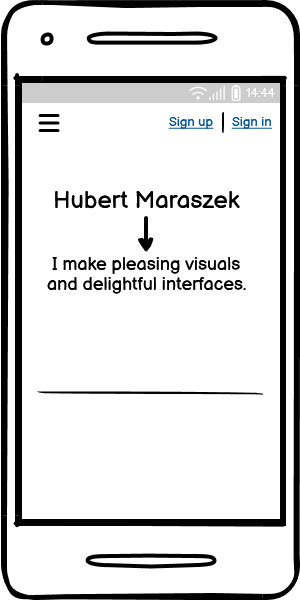 14:44
Sign up Sign in
Hubert Maraszek
I make pleasing visuals
and delightful interfaces.